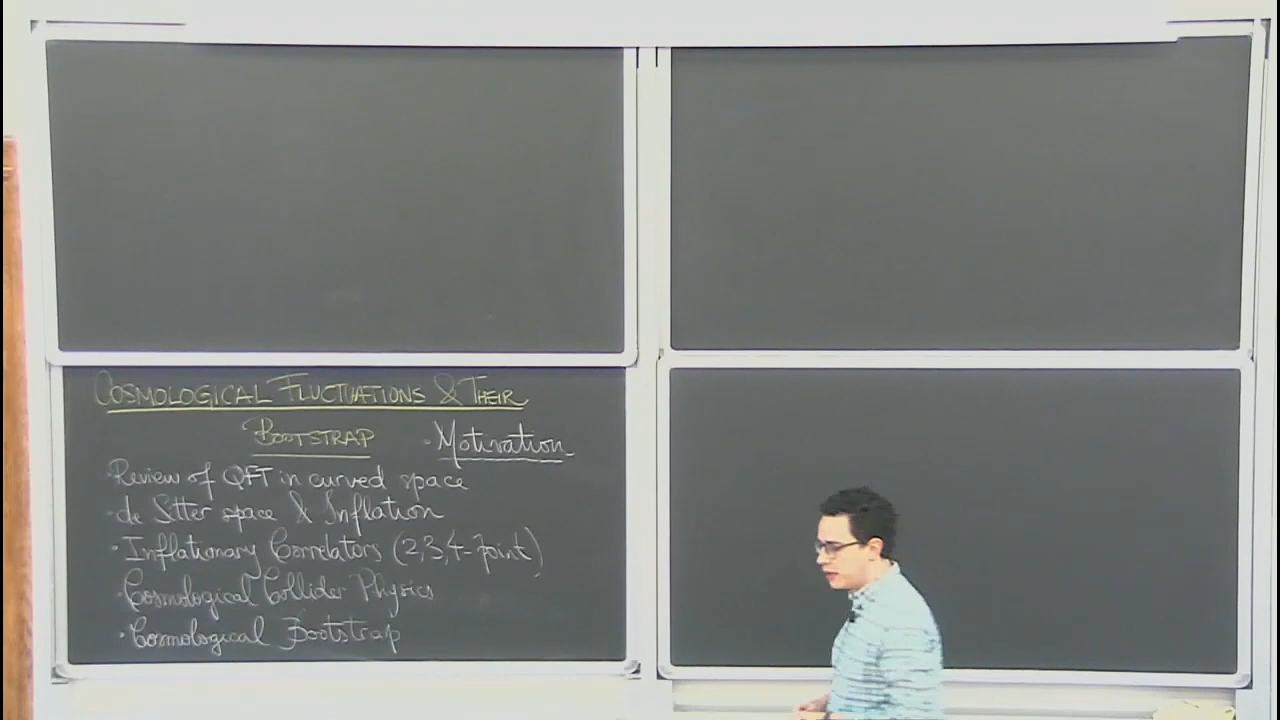 COSMOLOGICAL FLUCTUATIONS & THEIR
BOOTSTRAP
· Motivation
· Review of QFT in curved space
· de Sitter space & Inflation
· Inflationary Correlators (2,3,4-point)
· Cosmological Collider Physics
· Cosmological Bootstrap